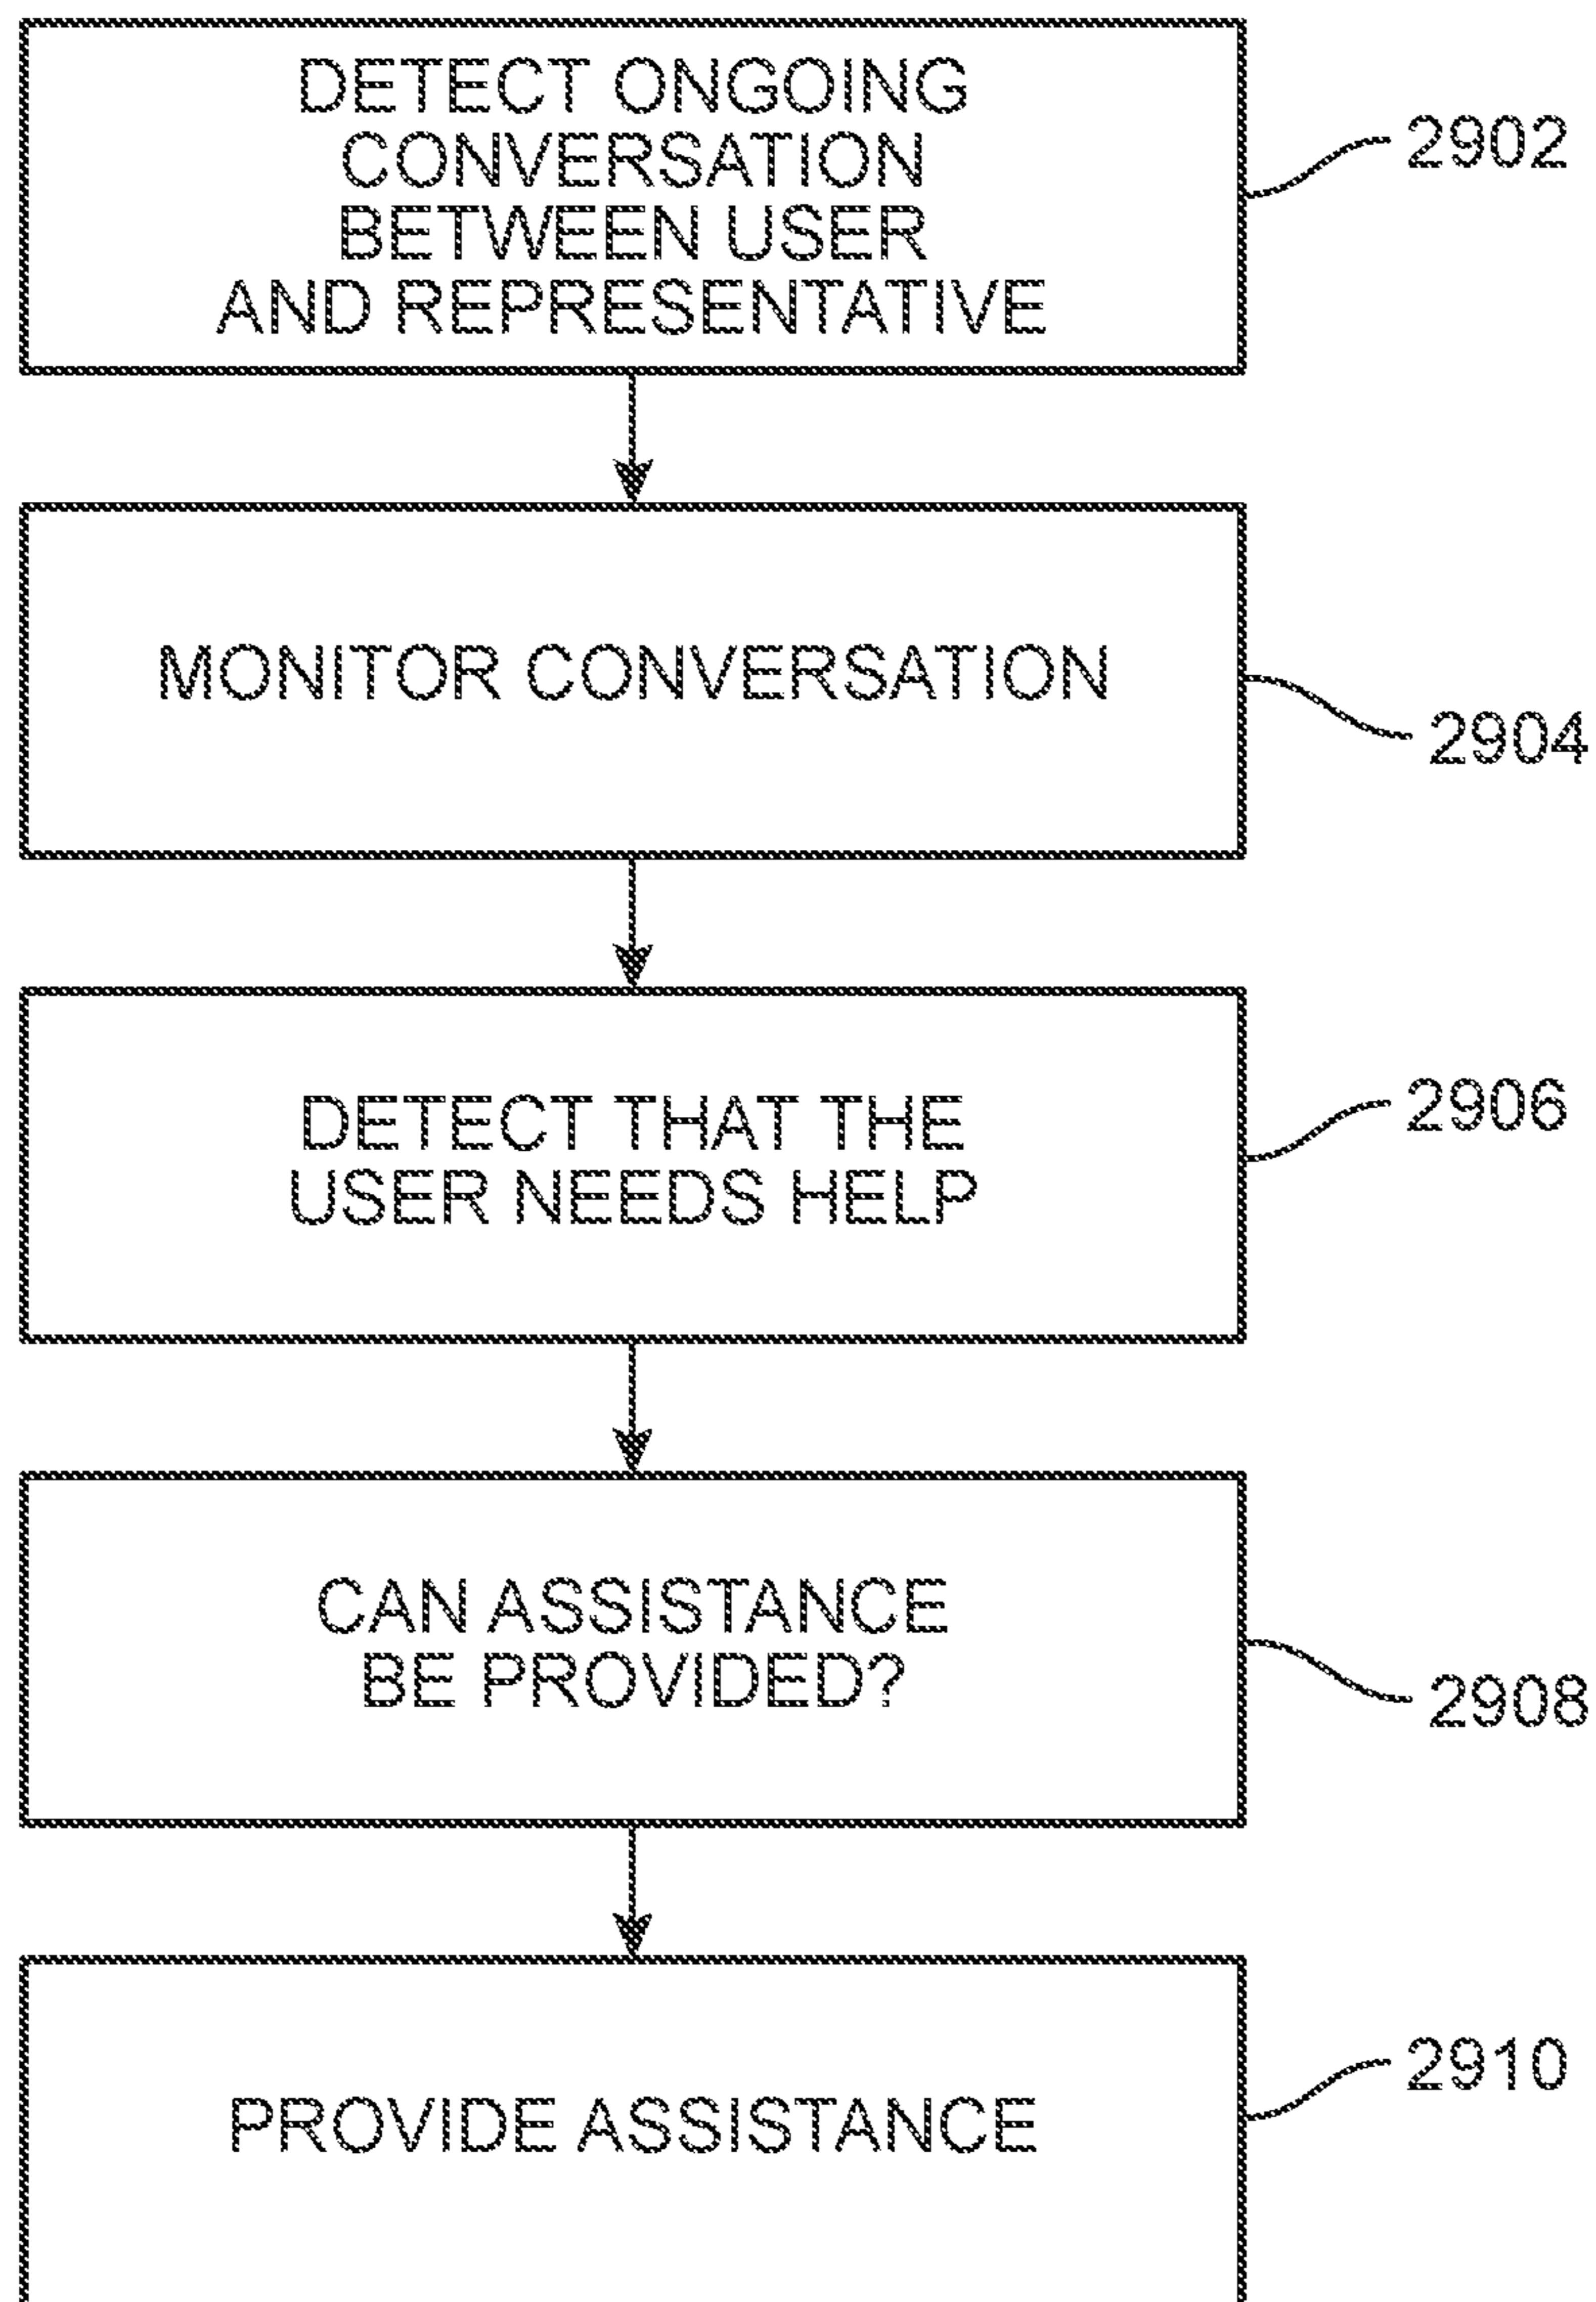 DETECT ONGOING
CONVERSATION
BETWEEN USER
AND REPRESENTATIVE
2902
MONITOR CONVERSATION
2904
DETECT THAT THE
USER NEEDS HELP
2906
CAN ASSISTANCE
BE PROVIDED?
2908
PROVIDE ASSISTANCE
2910